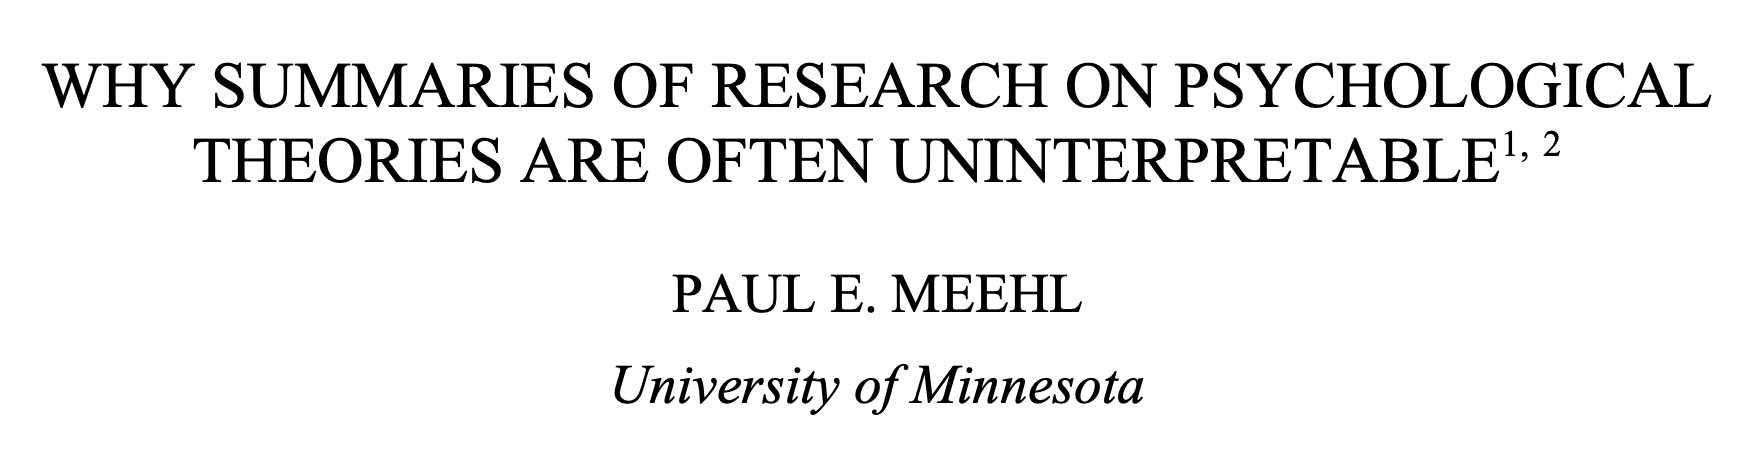 WHY SUMMARIES OF RESEARCH ON PSYCHOLOGICAL
THEORIES ARE OFTEN UNINTERPRETABLE1, 2
PAUL E. MEEHL
University of Minnesota